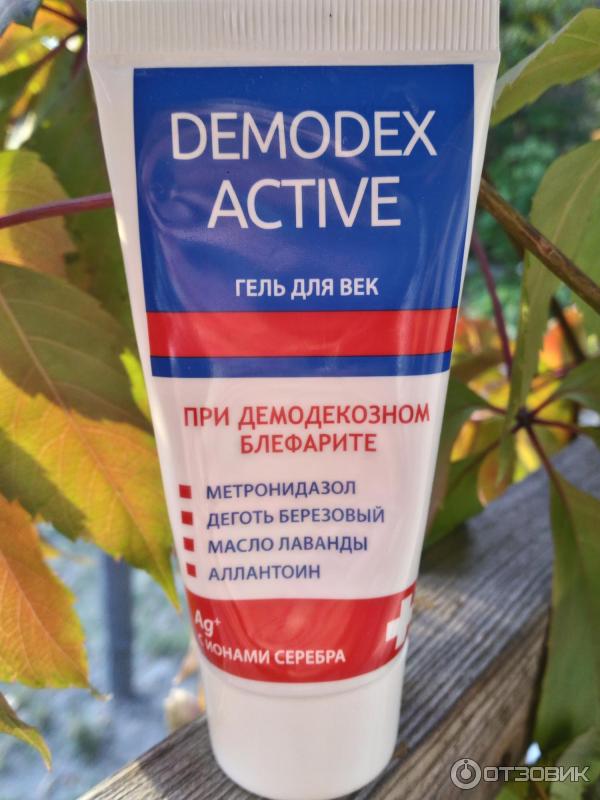 DEMODEX
ACTIVE
ГЕЛЬ ДЛЯ ВЕК
ПРИ ДЕМОДЕКОЗНОМ
БЛЕФАРИТЕ
МЕТРОНИДАЗОЛ
ДЕГОТЬ БЕРЕЗОВЫЙ
МАСЛО ЛАВАНДЫ
АЛЛАНТОИН
Ag+
С ИОНАМИ СЕРЕБРА
ОТЗОВИК